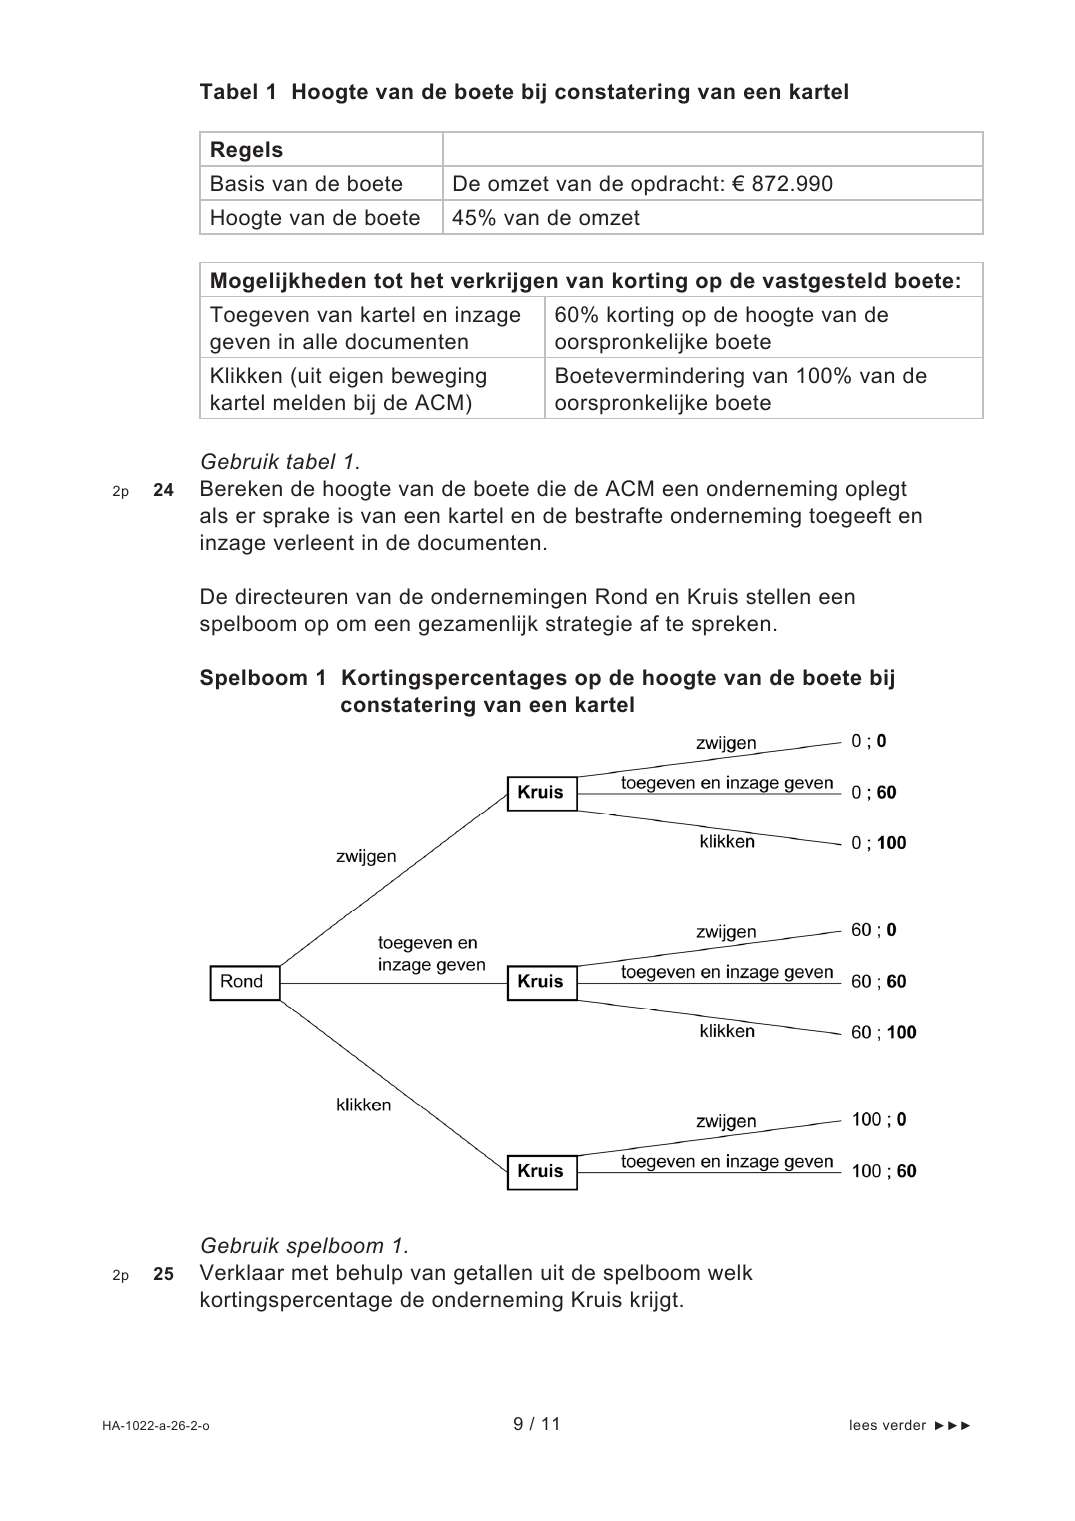 Tabel 1 Hoogte van de boete bij constatering van een kartel
Regels
Basis van de boete De omzet van de opdracht: € 872.990
Hoogte van de boete 45% van de omzet
Mogelijkheden tot het verkrijgen van korting op de vastgesteld boete:
Toegeven van kartel en inzage 60% korting op de hoogte van de
geven in alle documenten oorspronkelijke boete
Klikken (uit eigen beweging Boetevermindering van 100% van de
kartel melden bij de ACM) oorspronkelijke boete
Gebruik tabel 1.
2p 24 Bereken de hoogte van de boete die de ACM een onderneming oplegt
als er sprake is van een kartel en de bestrafte onderneming toegeeft en
inzage verleent in de documenten.
De directeuren van de ondernemingen Rond en Kruis stellen een
spelboom op om een gezamenlijk strategie af te spreken.
Spelboom 1 Kortingspercentages op de hoogte van de boete bij
constatering van een kartel
zwijgen 0 ; 0
toegeven en inzage geven
Kruis 0 ; 60
klikken 0 ; 100
zwijgen
zwijgen 60 ; 0
toegeven en
inzage geven
toegeven en inzage geven
Rond Kruis 60 ; 60
klikken 60 ; 100
klikken
zwijgen 100 ; 0
toegeven en inzage geven
Kruis 100 ; 60
Gebruik spelboom 1.
2p 25 Verklaar met behulp van getallen uit de spelboom welk
kortingspercentage de onderneming Kruis krijgt.
HA-1022-a-26-2-o 9 / 11 lees verder ►►►